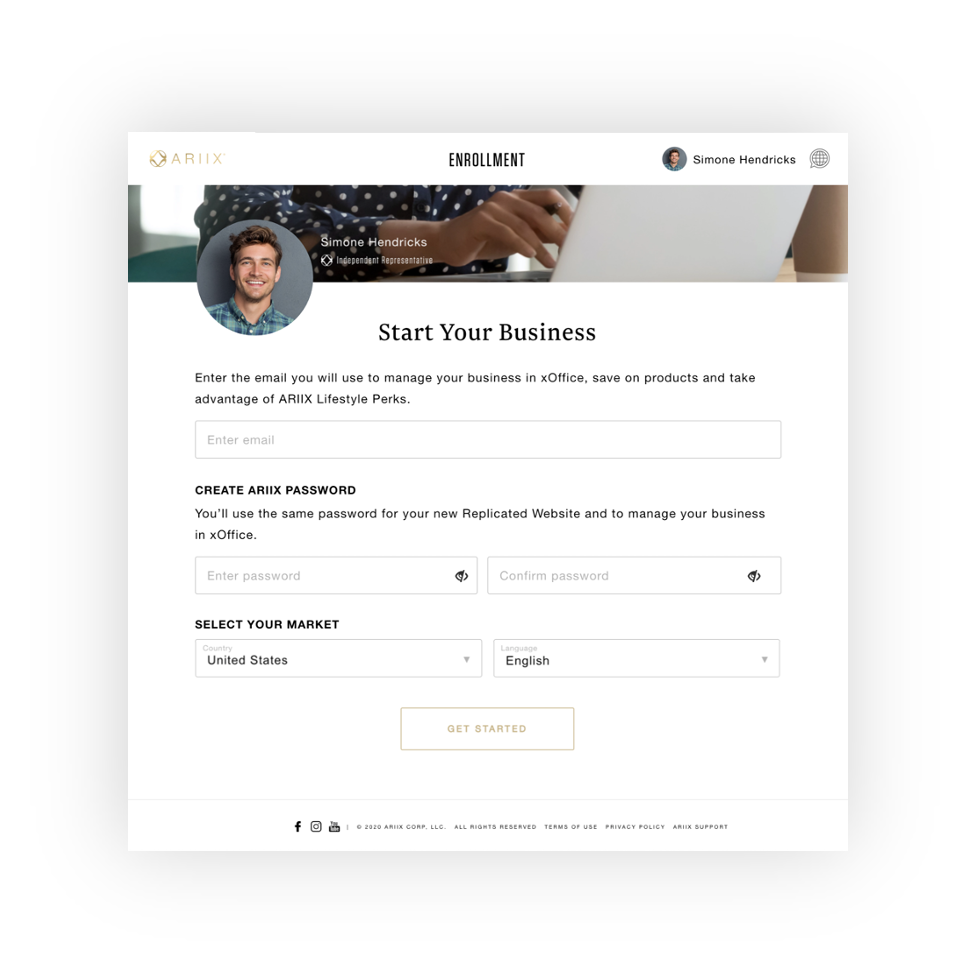 ARIIX
ENROLLMENT
Simone Hendricks
Simone Hendricks
Independent Representative
Start Your Business
Enter the email you will use to manage your business in xOffice, save on products and take
advantage of ARIIX Lifestyle Perks.
Enter email
CREATE ARIIX PASSWORD
You’ll use the same password for your new Replicated Website and to manage your business
in xOffice.
Enter password
Confirm password
SELECT YOUR MARKET
Country
United States
Language
English
GET STARTED
You Tube
© 2020 ARIIX CORP, LLC. ALL RIGHTS RESERVED TERMS OF USE PRIVACY POLICY ARIIX SUPPORT